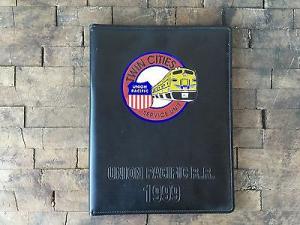 TWIN CITIES
UNION
PACIFIC
SERVICE UNIT
UNION PACIFIC R.R.
1999